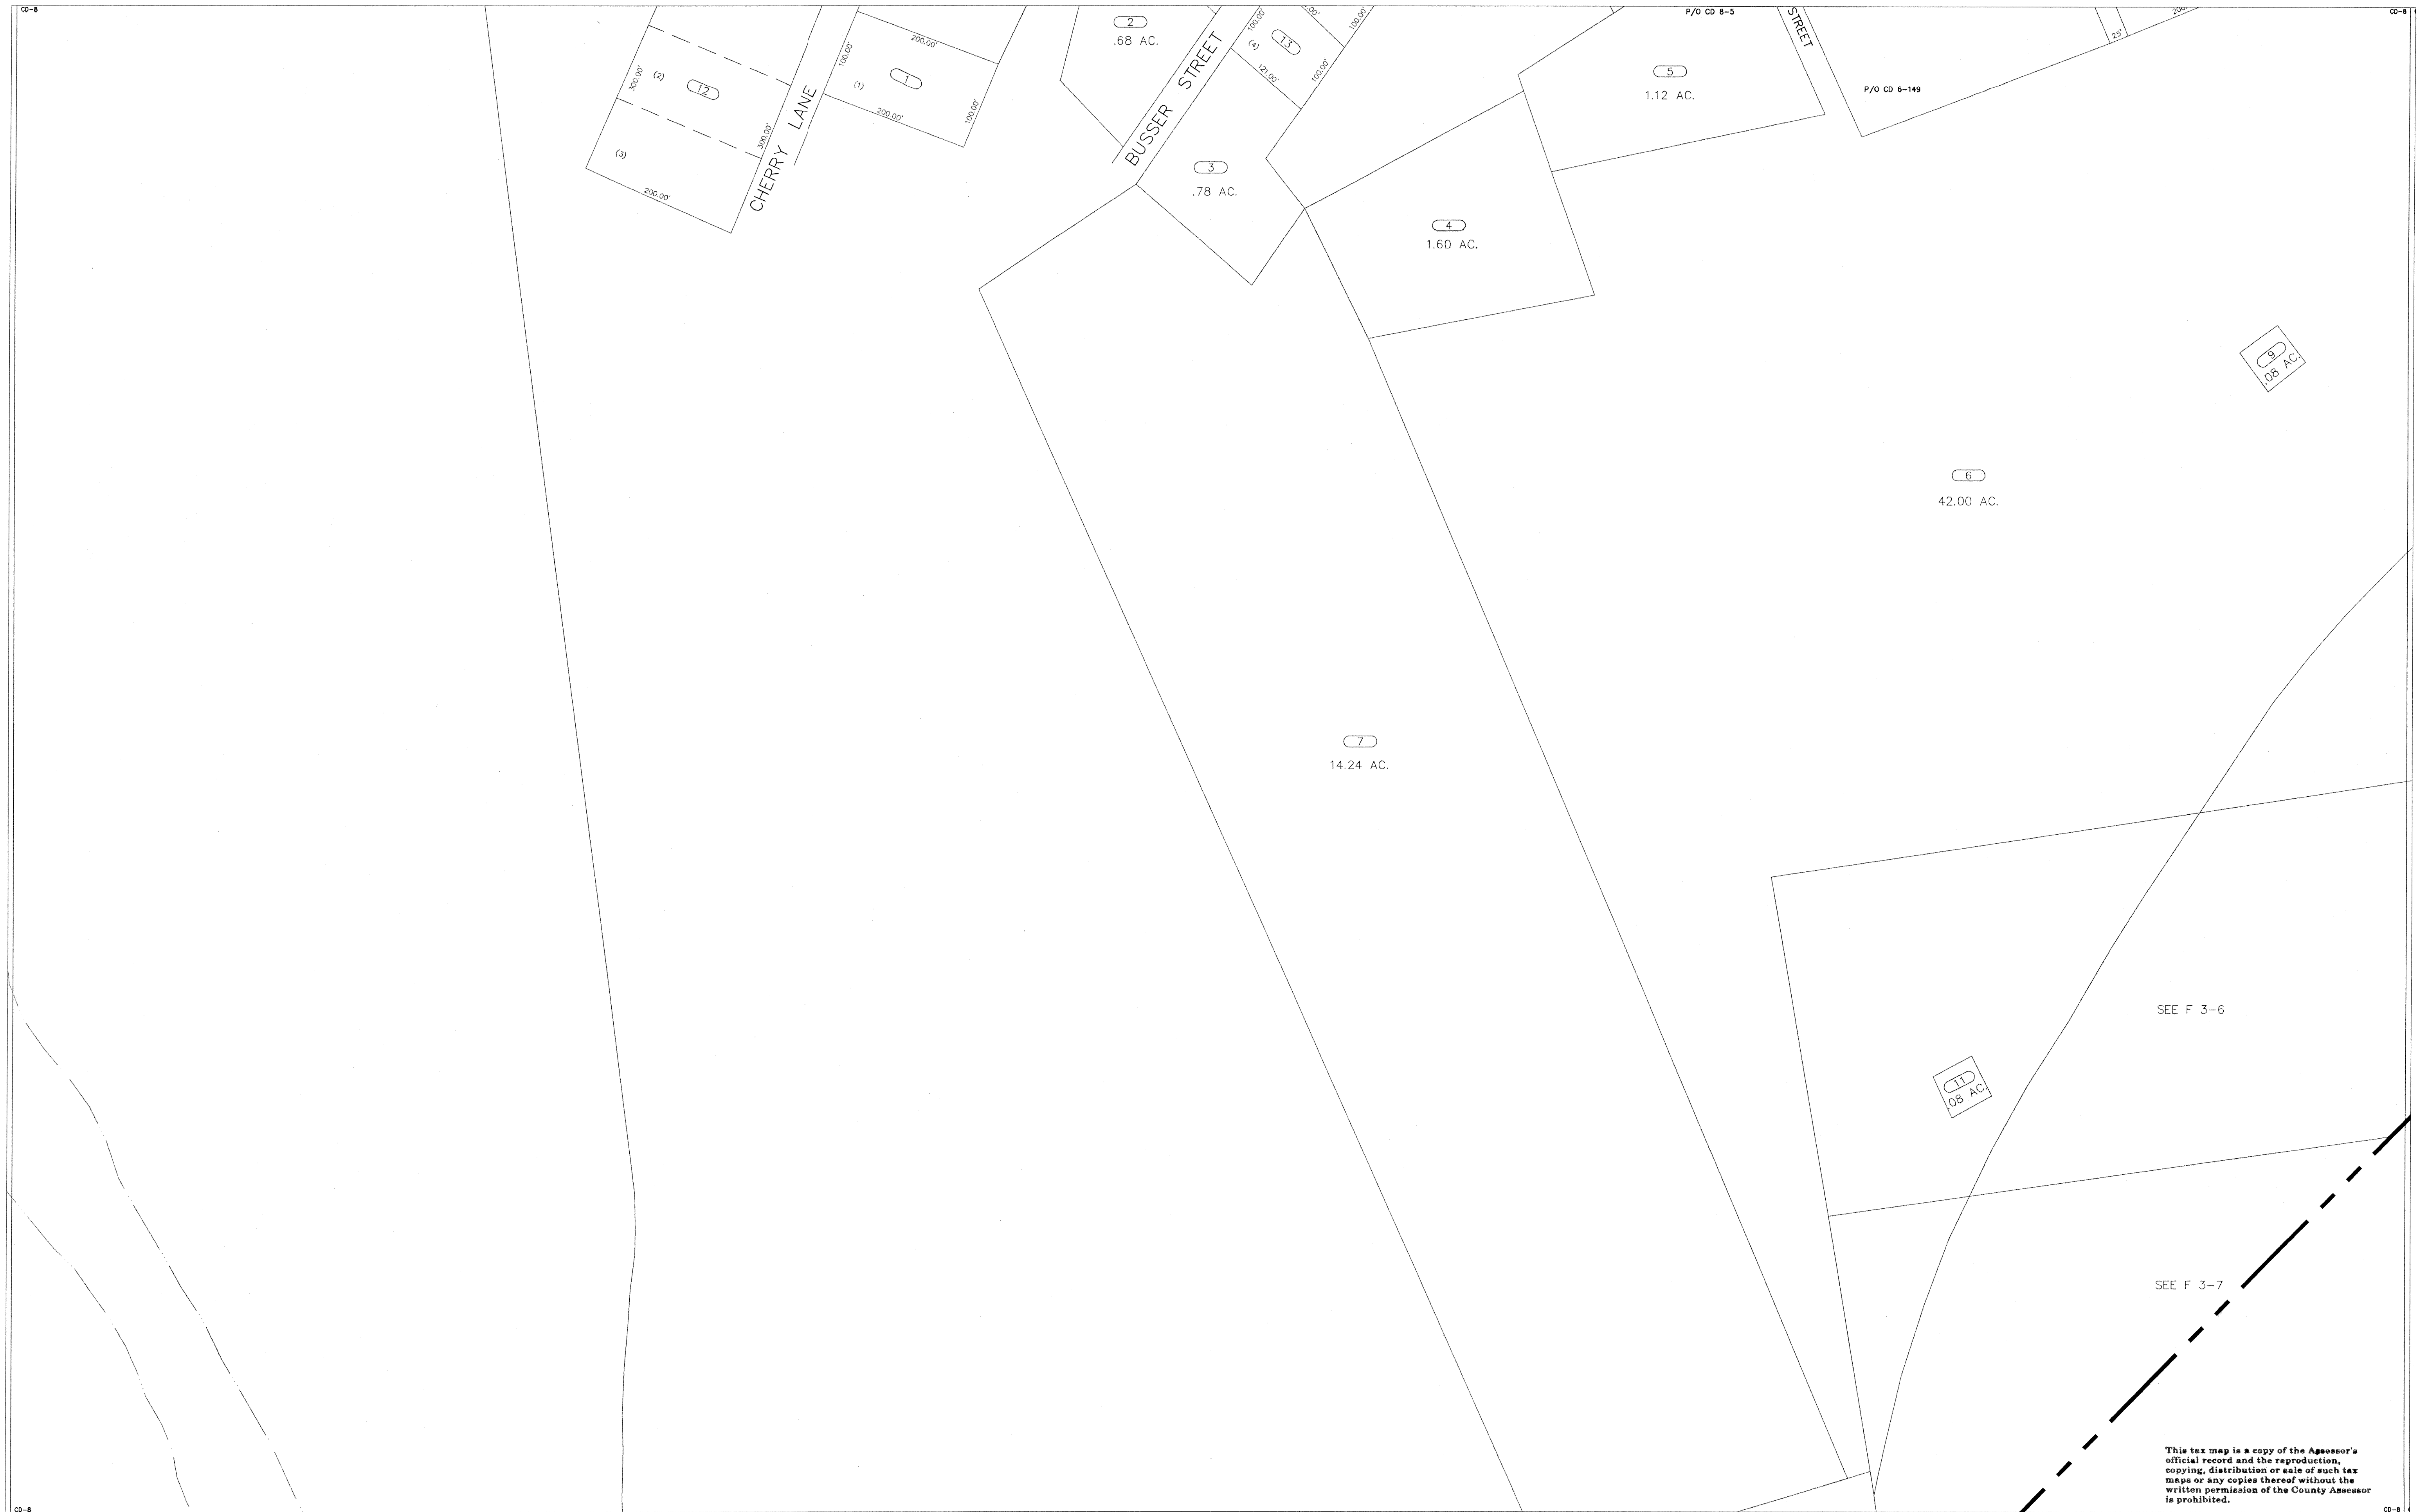 CD-8
P/O CD 8-5
CD-8
2
.68 AC.
BUSSER STREET
100.00'
(4)
13
121.00'
100.00'
100.00'
STREET
25'
P/O CD 6-149
5
1.12 AC.
300.00'
(2)
12
(3)
300.00'
200.00'
CHERRY LANE
100.00'
200.00'
(1)
1
200.00'
100.00'
3
.78 AC.
4
1.60 AC.
9
.08 AC.
6
42.00 AC.
7
14.24 AC.
SEE F 3-6
11
.08 AC.
SEE F 3-7
This tax map is a copy of the Assessor's
official record and the reproduction,
copying, distribution or sale of such tax
maps or any copies thereof without the
written permission of the County Assessor
is prohibited.
CD-8
CD-8